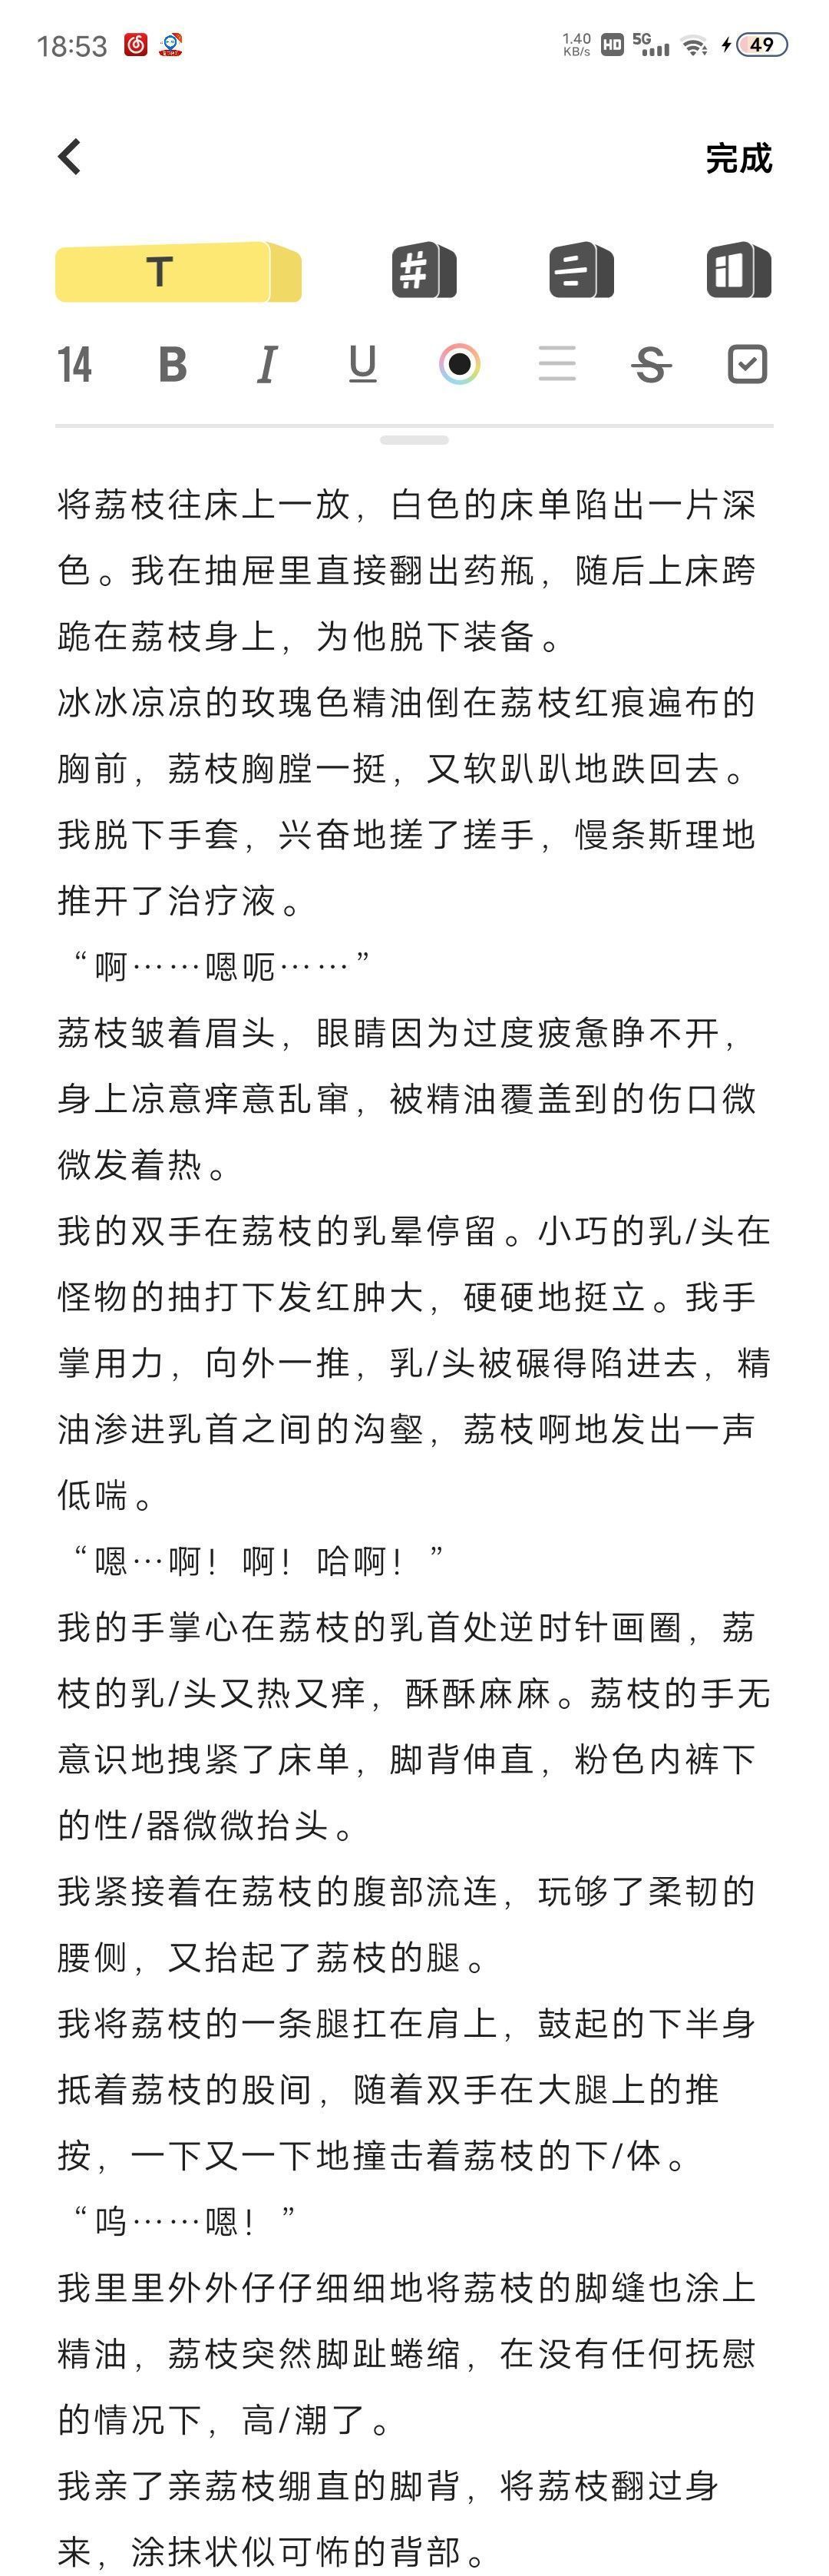 18:53
1.40
KB/s
HD
5G
49
完成
T
#
14
B
I
U
S
将荔枝往床上一放，白色的床单陷出一片深
色。我在抽屉里直接翻出药瓶，随后上床跨
跪在荔枝身上，为他脱下装备。
冰冰凉凉的玫瑰色精油倒在荔枝红痕遍布的
胸前，荔枝胸膛一挺，又软趴趴地跌回去。
我脱下手套，兴奋地搓了搓手，慢条斯理地
推开了治疗液。
“啊……嗯呃……”
荔枝皱着眉头，眼睛因为过度疲惫睁不开，
身上凉意痒意乱窜，被精油覆盖到的伤口微
微发着热。
我的双手在荔枝的乳晕停留。小巧的乳/头在
怪物的抽打下发红肿大，硬硬地挺立。我手
掌用力，向外一推，乳/头被碾得陷进去，精
油渗进乳首之间的沟壑，荔枝啊地发出一声
低喘。
“嗯…啊！啊！哈啊！”
我的手掌心在荔枝的乳首处逆时针画圈，荔
枝的乳/头又热又痒，酥酥麻麻。荔枝的手无
意识地拽紧了床单，脚背伸直，粉色内裤下
的性/器微微抬头。
我紧接着在荔枝的腹部流连，玩够了柔韧的
腰侧，又抬起了荔枝的腿。
我将荔枝的一条腿扛在肩上，鼓起的下半身
抵着荔枝的股间，随着双手在大腿上的推
按，一下又一下地撞击着荔枝的下/体。
“呜……嗯！”
我里里外外仔仔细细地将荔枝的脚缝也涂上
精油，荔枝突然脚趾蜷缩，在没有任何抚慰
的情况下，高/潮了。
我亲了亲荔枝绷直的脚背，将荔枝翻过身
来，涂抹状似可怖的背部。